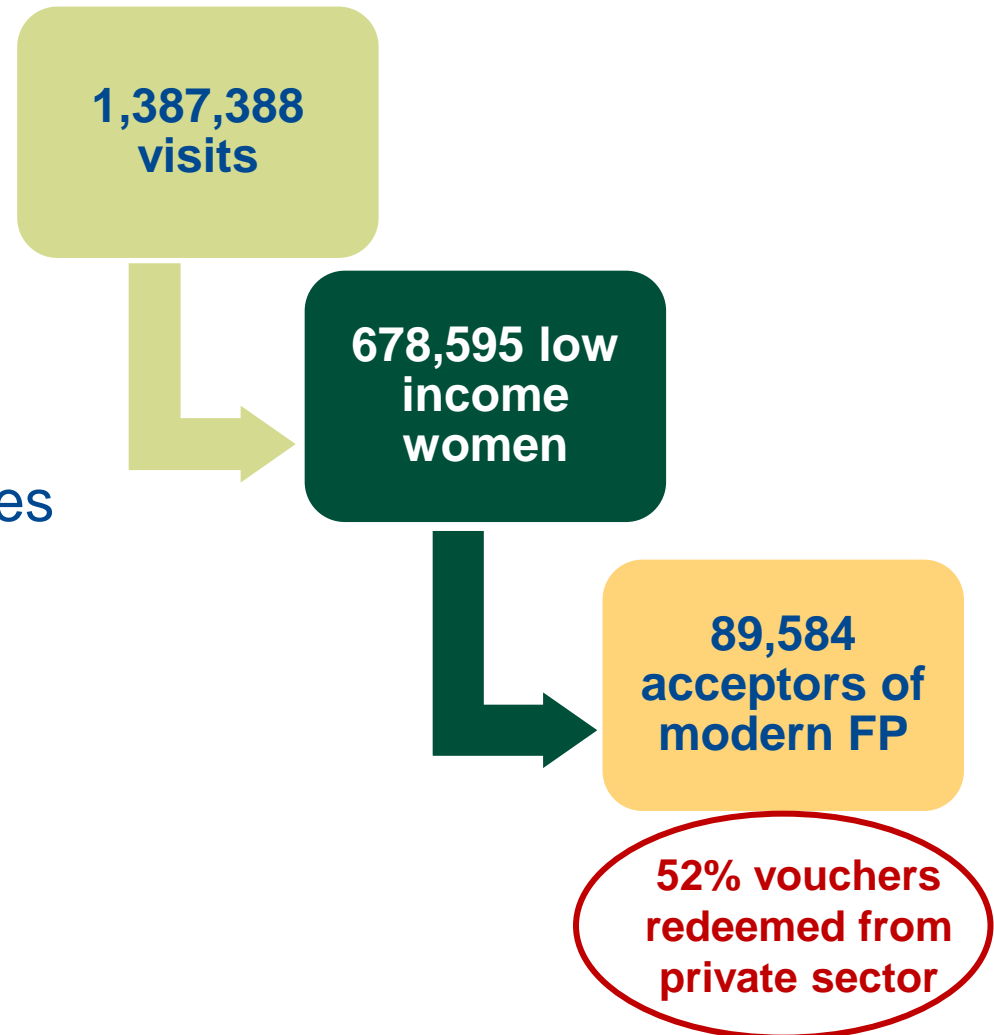 1,387,388
visits
678,595 low
income
women
es
89,584
acceptors of
modern FP
52% vouchers
redeemed from
private sector